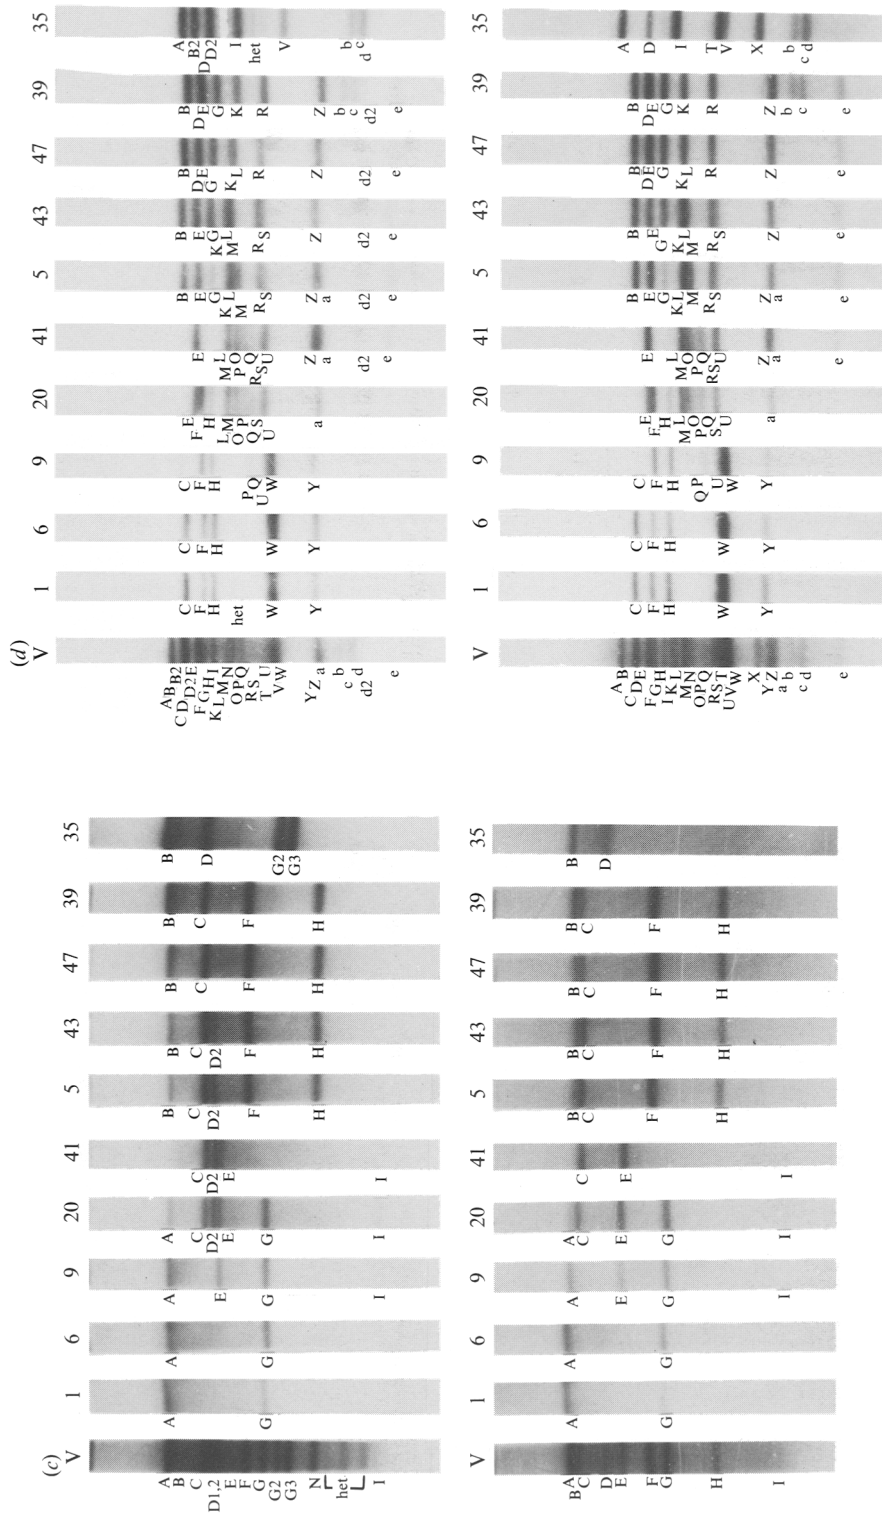 (c)
V 1 6 9 20 41 5 43 47 39 35
A B C D1,2 E F G G2 G3 N het I
A G
A G
A E G I
A C D2 E G I
C D2 E I
B C D2 F H
B C D2 F H
B C F H
B C F H
B D G2 G3
V 1 6 9 20 41 5 43 47 39 35
B A C D E F G H I
A G
A G
A E G I
A C E G I
C E I
B C F H
B C F H
B C F H
B C F H
B D
(d)
V 1 6 9 20 41 5 43 47 39 35
A B B2 C D D2 E F G H I K L M N O P Q R S T U V W Y Z a b c d d2 e
C F H het W Y
C F H W Y
C F H P Q U W Y
E F H L M O P Q S U a
E L M O P Q R S U Z a d2 e
B E G K L M R S Z a d2 e
B E G K L M R S Z d2 e
B D E G K L R Z d2 e
B D E G K R Z b c d2 e
A B2 D D2 I het V b c d
V 1 6 9 20 41 5 43 47 39 35
A B C D E F G H I K L M N O P Q R S T U V W X Y Z a b c d e
C F H W Y
C F H W Y
C F H Q P U W Y
E F H L M O P Q S U a
E L M O P Q R S U Z a e
B E G K L M R S Z a e
B E G K L M R S Z e
B D E G K L R Z e
B D E G K R Z b c e
A D I T V X b c d